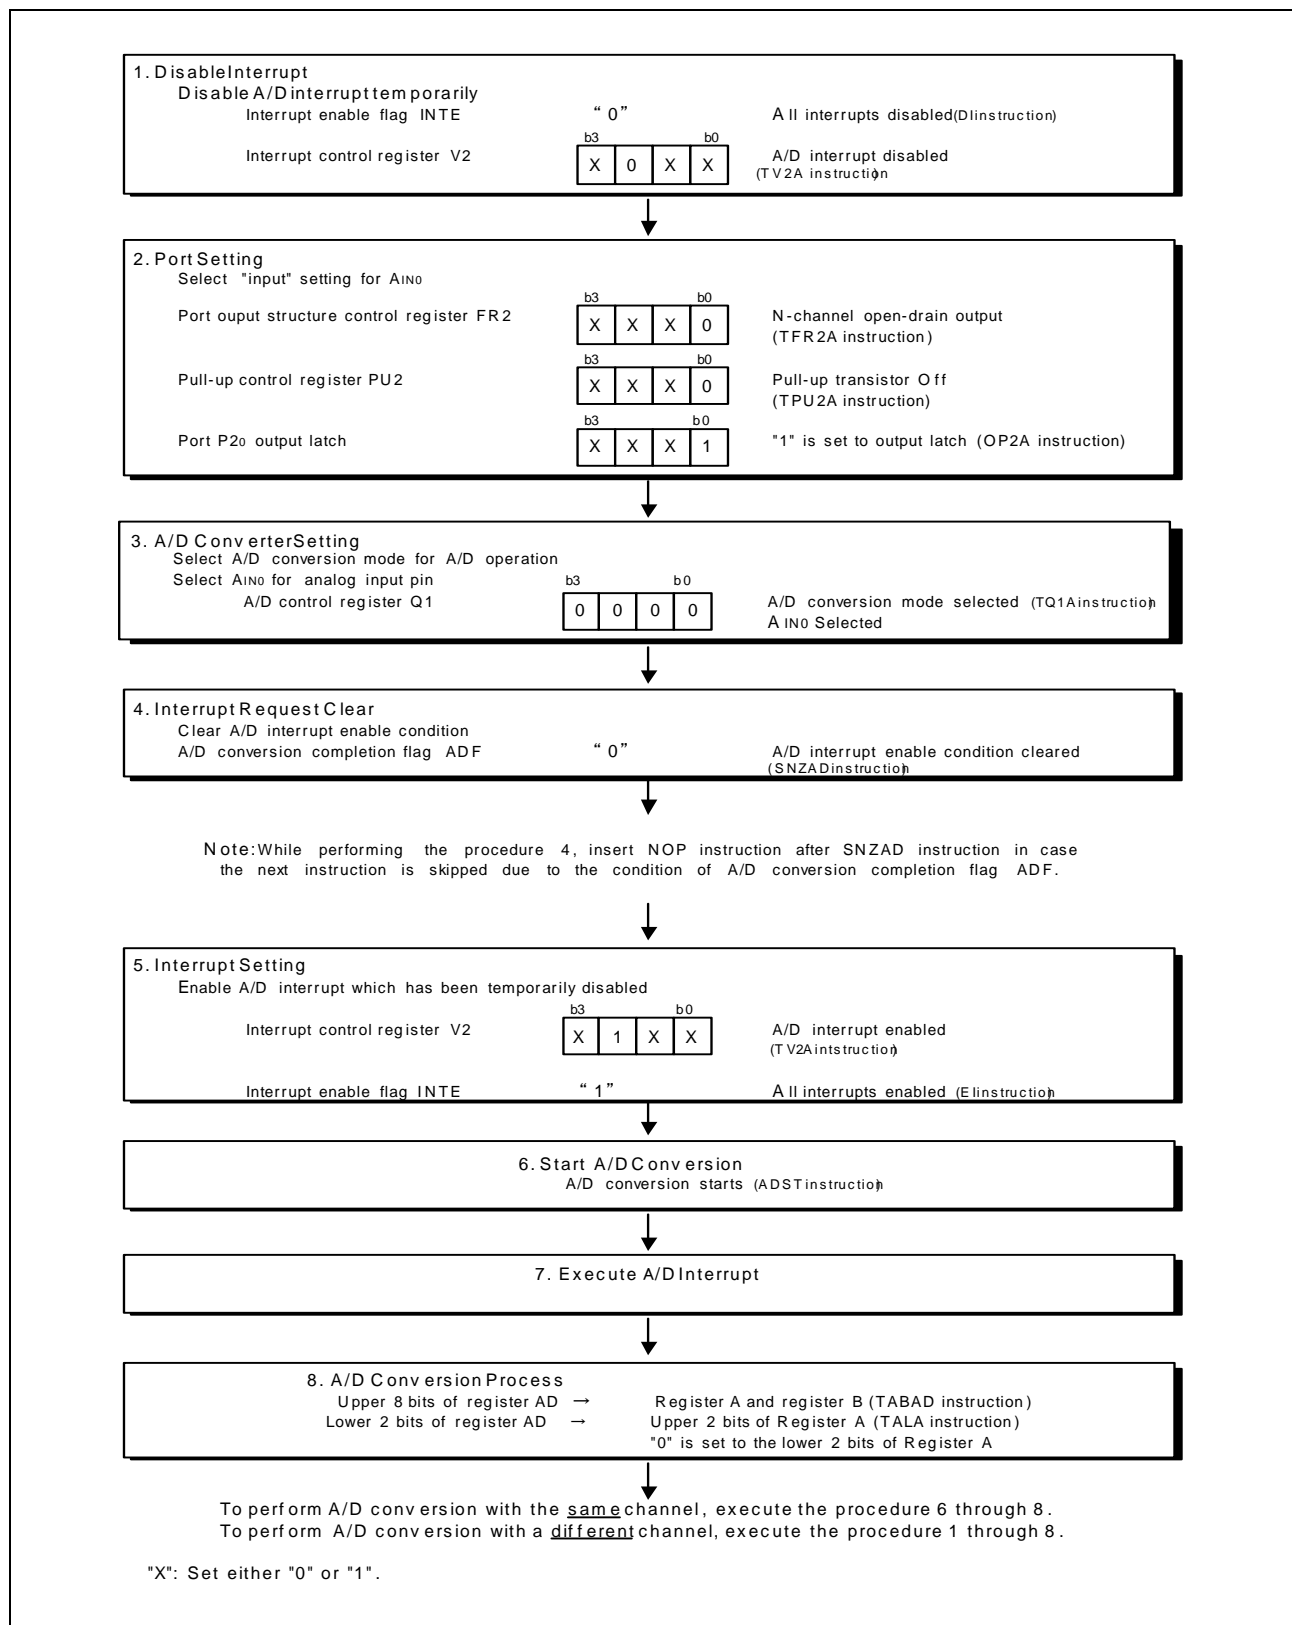 1. Disable Interrupt
Disable A/D interrupt temporarily
Interrupt enable flag INTE “0” All interrupts disabled (DI instruction)
b3 b0
Interrupt control register V2 X 0 X X A/D interrupt disabled
(TV2A instruction)
2. Port Setting
Select "input" setting for AIN0
b3 b0
Port ouput structure control register FR2 X X X 0 N-channel open-drain output
(TFR2A instruction)
b3 b0
Pull-up control register PU2 X X X 0 Pull-up transistor Off
(TPU2A instruction)
b3 b0
Port P20 output latch X X X 1 "1" is set to output latch (OP2A instruction)
3. A/D Converter Setting
Select A/D conversion mode for A/D operation
Select AIN0 for analog input pin b3 b0
A/D control register Q1 0 0 0 0 A/D conversion mode selected (TQ1A instruction)
AIN0 Selected
4. Interrupt Request Clear
Clear A/D interrupt enable condition
A/D conversion completion flag ADF “0” A/D interrupt enable condition cleared
(SNZAD instruction)
Note: While performing the procedure 4, insert NOP instruction after SNZAD instruction in case
the next instruction is skipped due to the condition of A/D conversion completion flag ADF.
5. Interrupt Setting
Enable A/D interrupt which has been temporarily disabled
b3 b0
Interrupt control register V2 X 1 X X A/D interrupt enabled
(TV2A intstruction)
Interrupt enable flag INTE “1” All interrupts enabled (EI instruction)
6. Start A/D Conversion
A/D conversion starts (ADST instruction)
7. Execute A/D Interrupt
8. A/D Conversion Process
Upper 8 bits of register AD → Register A and register B (TABAD instruction)
Lower 2 bits of register AD → Upper 2 bits of Register A (TALA instruction)
"0" is set to the lower 2 bits of Register A
To perform A/D conversion with the same channel, execute the procedure 6 through 8.
To perform A/D conversion with a different channel, execute the procedure 1 through 8.
"X": Set either "0" or "1".